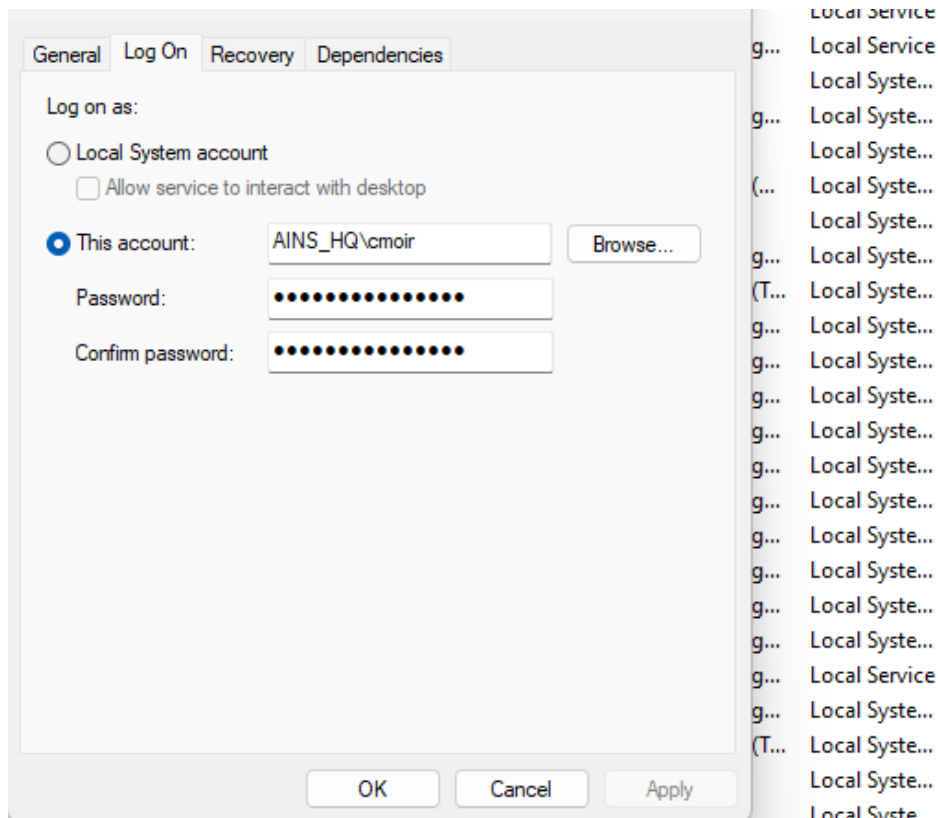 General Log On Recovery Dependencies
Log on as:
Local System account
Allow service to interact with desktop
This account: AINS_HQ\cmoir Browse...
Password: •••••••••••••••
Confirm password: •••••••••••••••
OK Cancel Apply
Local Service
g... Local Service
Local Syste...
g... Local Syste...
Local Syste...
(... Local Syste...
Local Syste...
g... Local Syste...
(T... Local Syste...
g... Local Syste...
g... Local Syste...
g... Local Syste...
g... Local Syste...
g... Local Syste...
g... Local Syste...
g... Local Syste...
g... Local Syste...
g... Local Syste...
g... Local Syste...
g... Local Service
g... Local Syste...
(T... Local Syste...
Local Syste...
Local Syste...